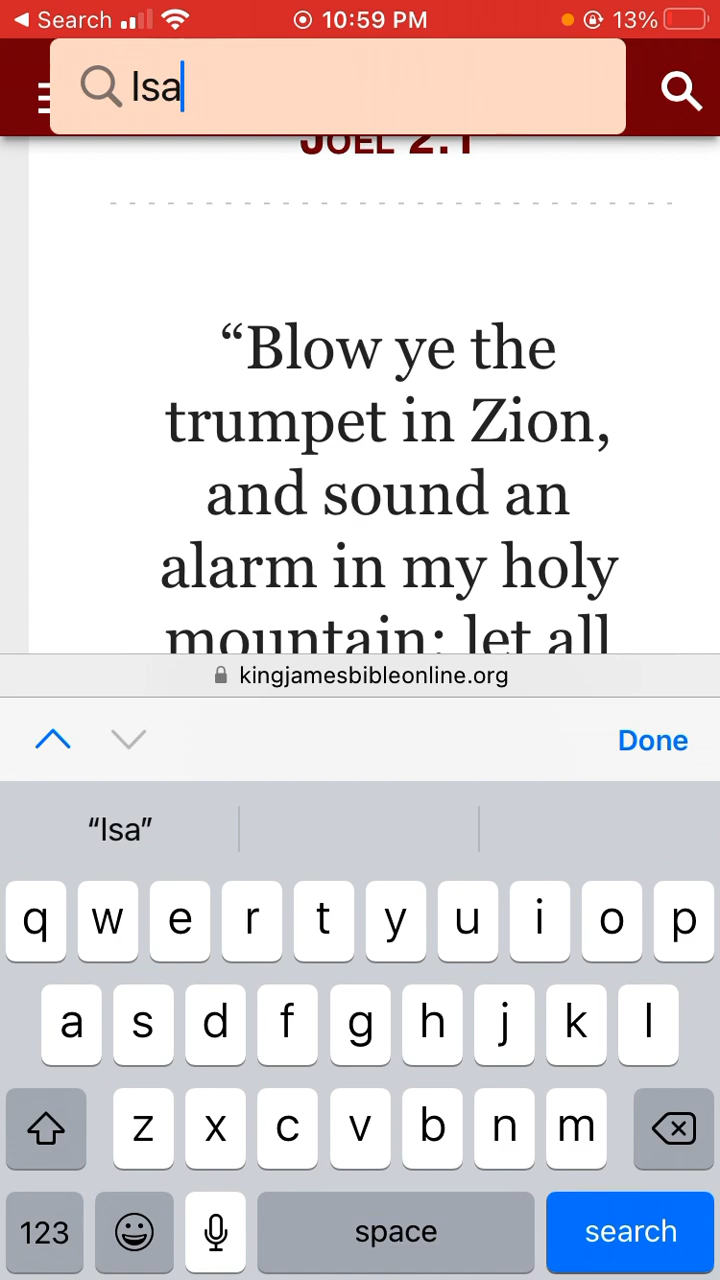 Search 10:59 PM 13%
Isa
JOEL 2:1
“Blow ye the
trumpet in Zion,
and sound an
alarm in my holy
mountain: let all
kingjamesbibleonline.org
Done
“Isa”
q w e r t y u i o p
a s d f g h j k l
z x c v b n m
123 space search